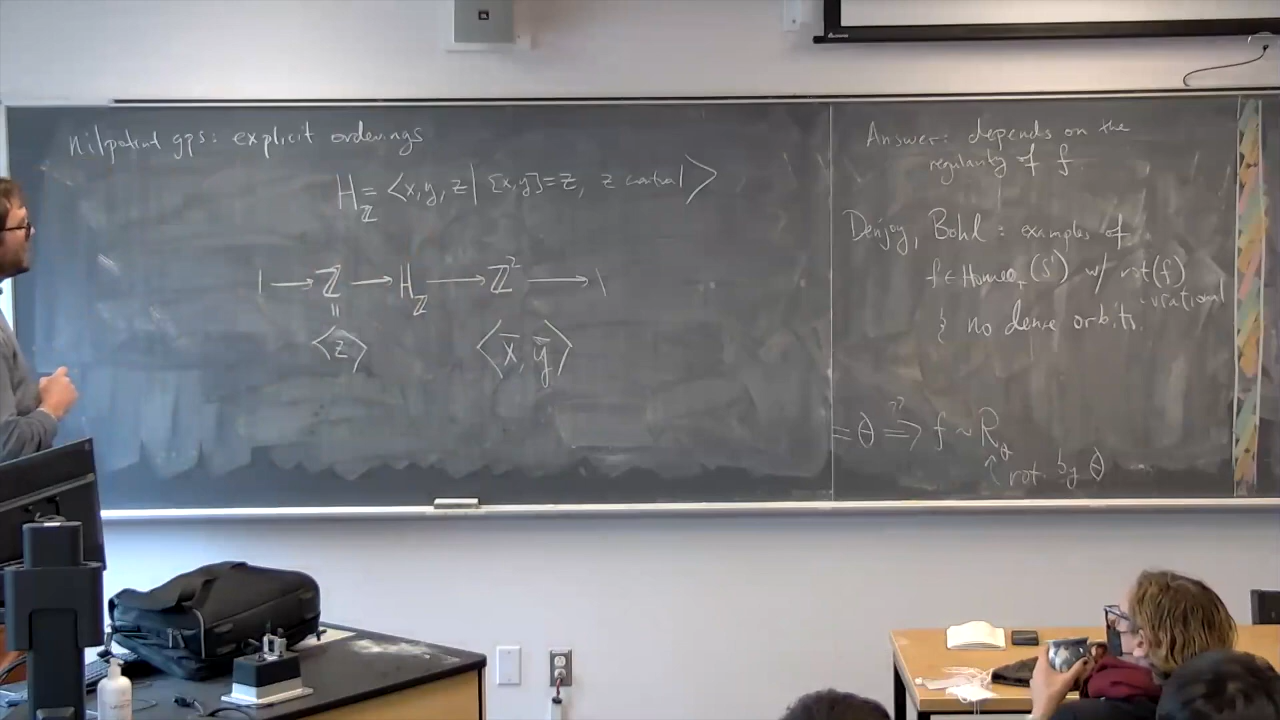 Nilpotent gps: explicit orderings
H_ℤ = ⟨x, y, z | [x,y]=z, z central⟩
1 → ℤ → H_ℤ → ℤ² → 1
=
⟨z⟩ ⟨x̄, ȳ⟩
Answer: depends on the
regularity of f.
Denjoy, Bohl: examples of
f ∈ Homeo₊(S¹) w/ rot(f)
irrational
& no dense orbits.
= θ ⇒ f ~ R_θ
??
↑ rot. by θ